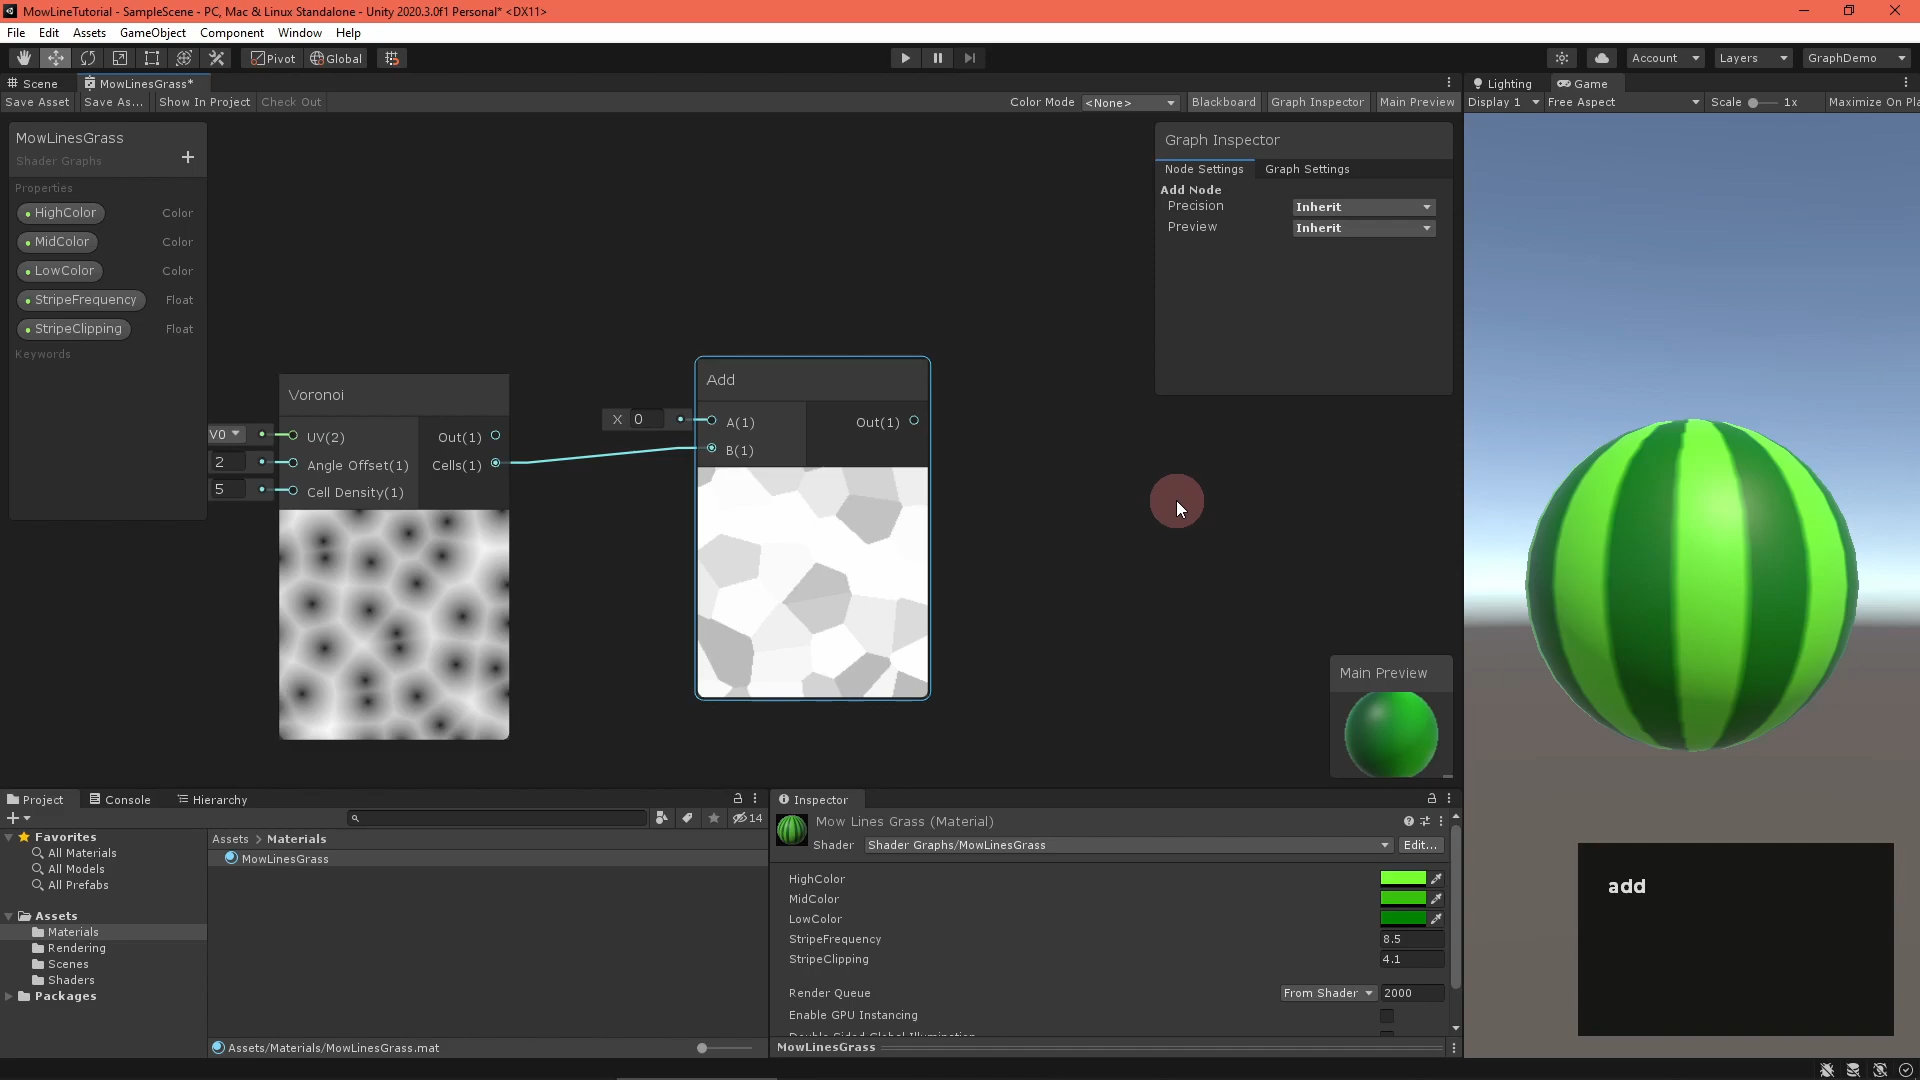 MowLineTutorial - SampleScene - PC, Mac & Linux Standalone - Unity 2020.3.0f1 Personal* <DX11>
File Edit Assets GameObject Component Window Help
Pivot Global Account Layers GraphDemo
Scene MowLinesGrass* Lighting Game
Save Asset Save As... Show In Project Check Out Color Mode <None> Blackboard Graph Inspector Main Preview Display 1 Free Aspect Scale 1x Maximize On Pla
MowLinesGrass
Shader Graphs
Properties
HighColor Color
MidColor Color
LowColor Color
StripeFrequency Float
StripeClipping Float
Keywords
Graph Inspector
Node Settings Graph Settings
Add Node
Precision Inherit
Preview Inherit
Voronoi
V0 UV(2) Out(1)
2 Angle Offset(1) Cells(1)
5 Cell Density(1)
Add
X 0 A(1) Out(1)
B(1)
Main Preview
Project Console Hierarchy
14
Favorites
All Materials
All Models
All Prefabs
Assets
Materials
Rendering
Scenes
Shaders
Packages
Assets > Materials
MowLinesGrass
Assets/Materials/MowLinesGrass.mat
Inspector
Mow Lines Grass (Material)
Shader Shader Graphs/MowLinesGrass Edit...
HighColor
MidColor
LowColor
StripeFrequency 8.5
StripeClipping 4.1
Render Queue From Shader 2000
Enable GPU Instancing
Double Sided Global Illumination
MowLinesGrass
add